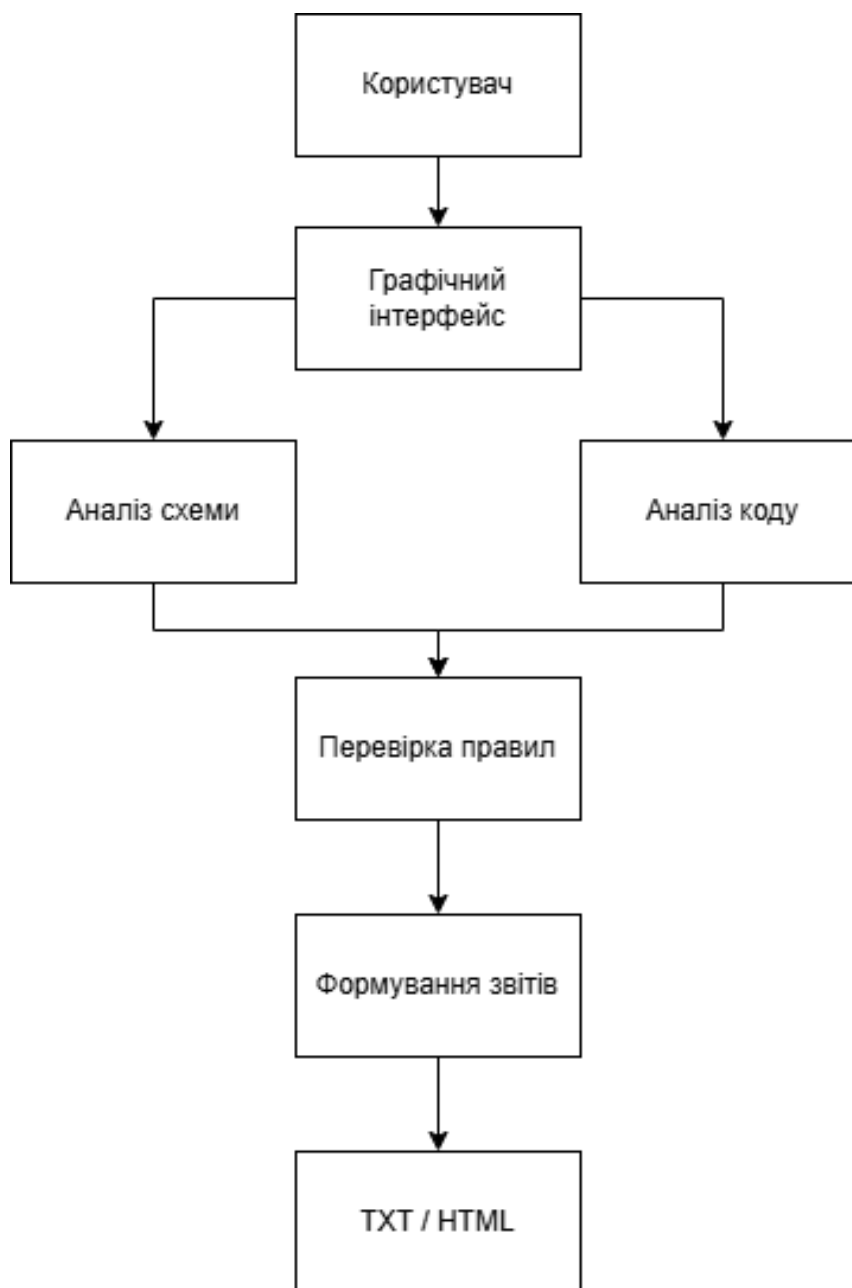 Користувач
Графічний
інтерфейс
Аналіз схеми
Аналіз коду
Перевірка правил
Формування звітів
TXT / HTML